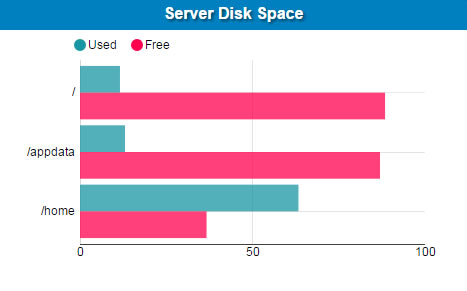 Server Disk Space
Used Free
/
/appdata
/home
0 50 100